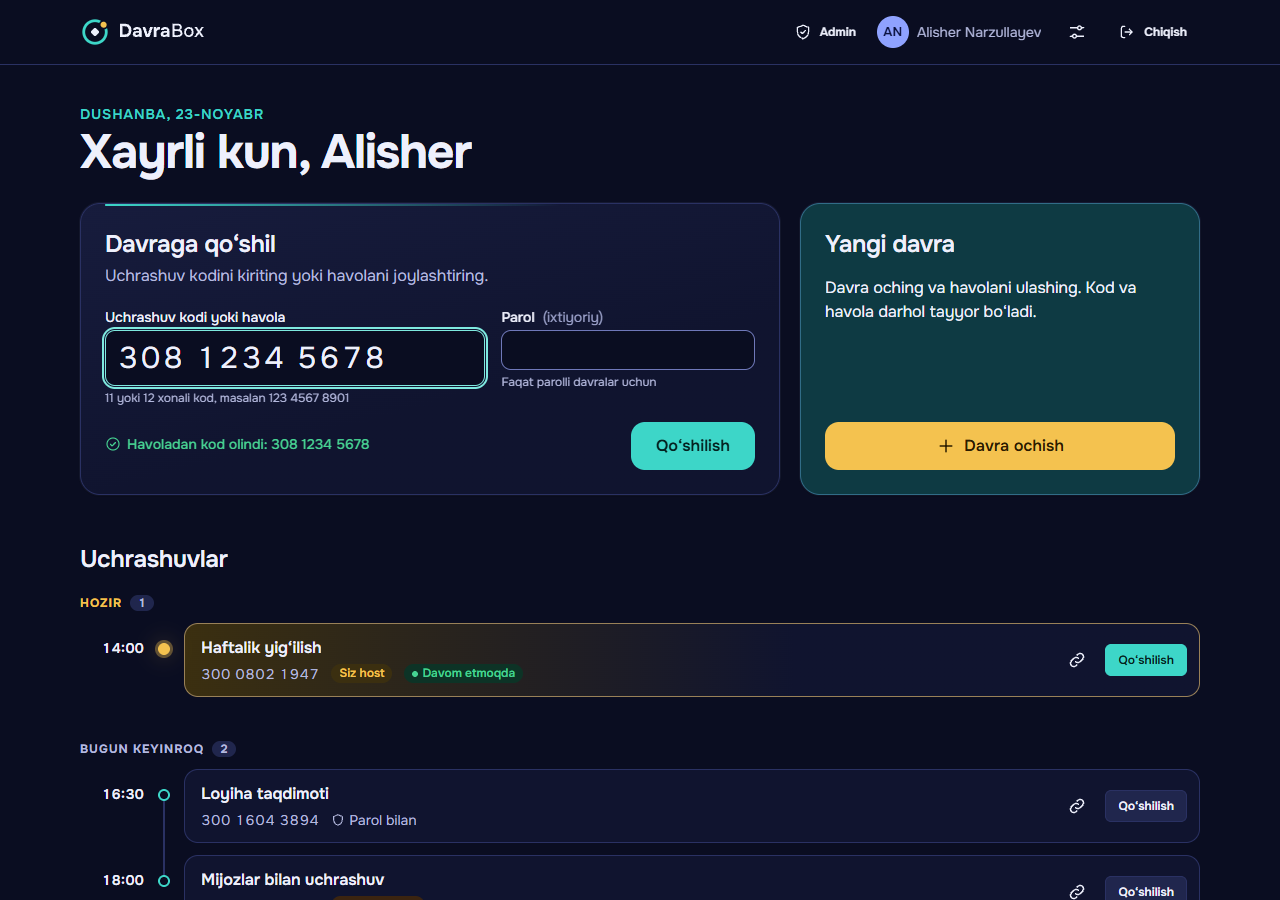 DavraBox
Admin
AN
Alisher Narzullayev
Chiqish
DUSHANBA, 23-NOYABR
Xayrli kun, Alisher
Davraga qo‘shil
Uchrashuv kodini kiriting yoki havolani joylashtiring.
Uchrashuv kodi yoki havola
308 1234 5678
11 yoki 12 xonali kod, masalan 123 4567 8901
Parol (ixtiyoriy)
Faqat parolli davralar uchun
Havoladan kod olindi: 308 1234 5678
Qo‘shilish
Yangi davra
Davra oching va havolani ulashing. Kod va
havola darhol tayyor bo‘ladi.
Davra ochish
Uchrashuvlar
HOZIR 1
14:00
Haftalik yig‘ilish
300 0802 1947 Siz host Davom etmoqda
Qo‘shilish
BUGUN KEYINROQ 2
16:30
Loyiha taqdimoti
300 1604 3894 Parol bilan
Qo‘shilish
18:00
Mijozlar bilan uchrashuv
Qo‘shilish